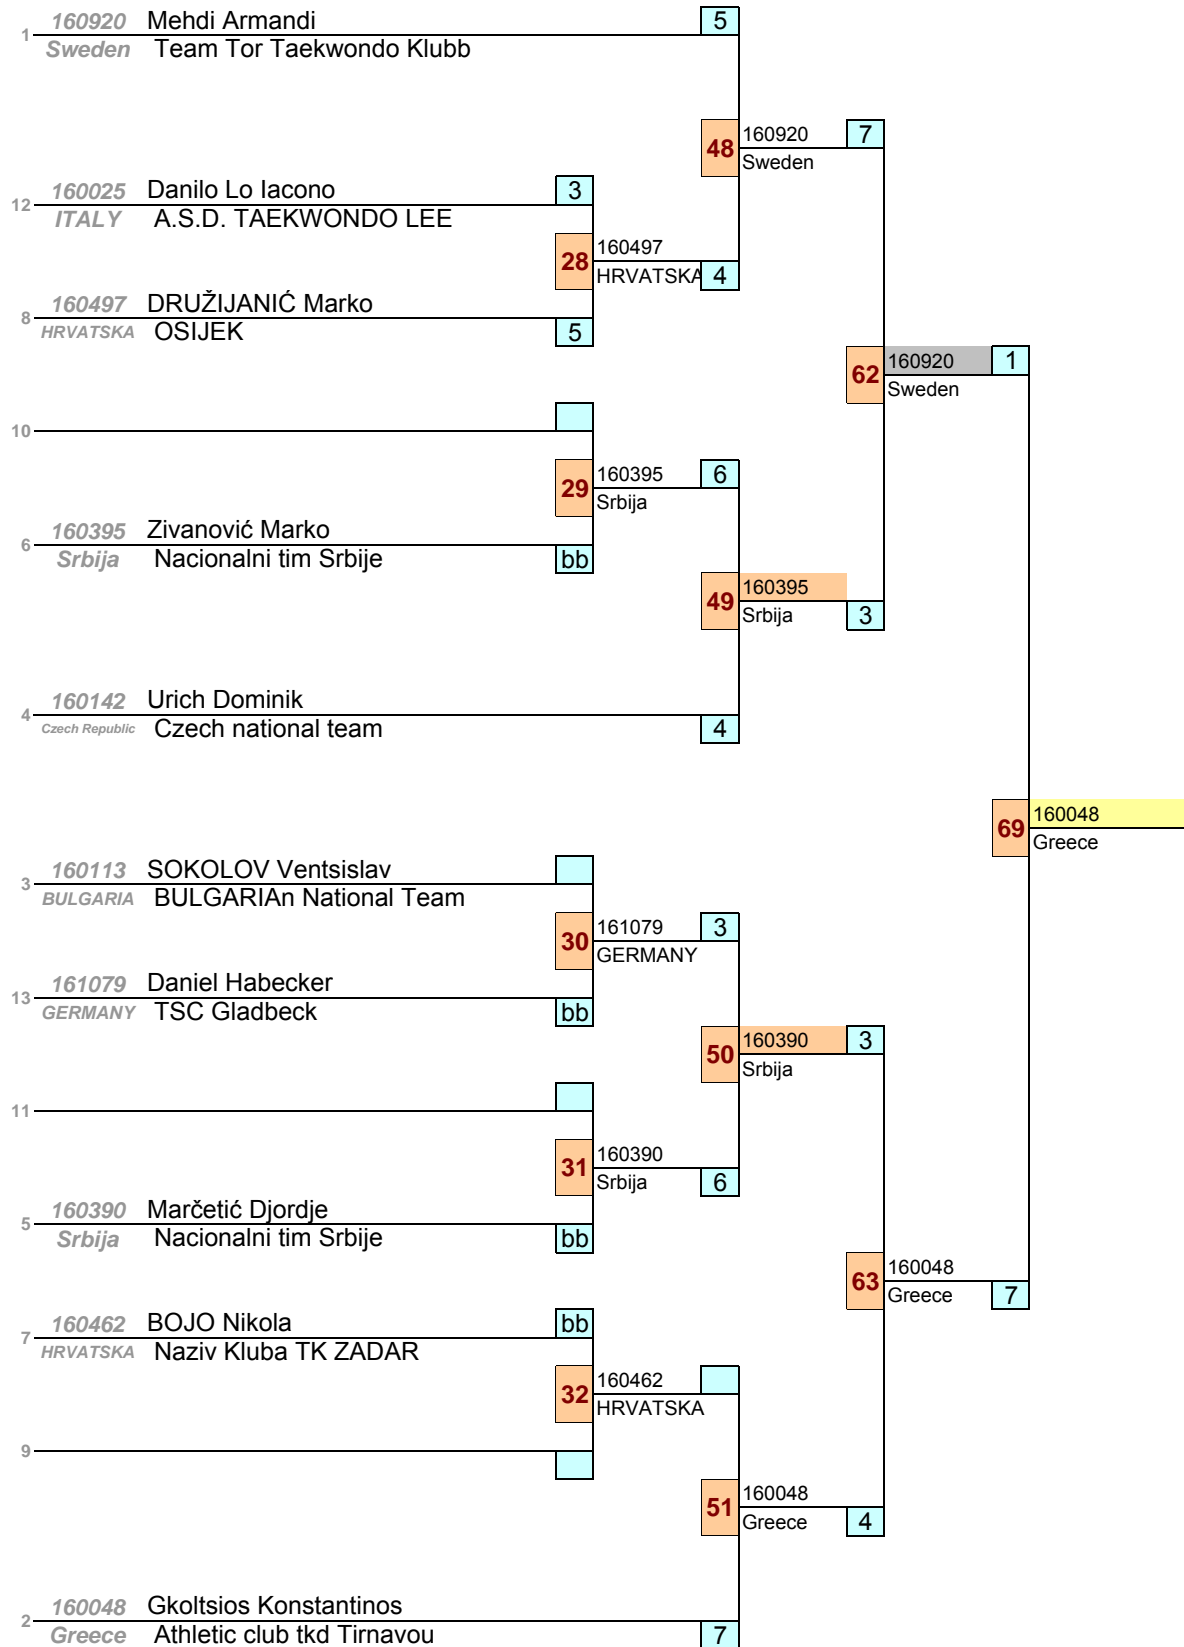 160920 Mehdi Armandi 5
1
Sweden Team Tor Taekwondo Klubb
48 160920 7
Sweden
160025 Danilo Lo Iacono 3
12
ITALY A.S.D. TAEKWONDO LEE
28 160497
HRVATSKA 4
160497 DRUŽIJANIĆ Marko
8
HRVATSKA OSIJEK 5
62 160920 1
Sweden
10
29 160395 6
Srbija
160395 Zivanović Marko
6
Srbija Nacionalni tim Srbije bb
49 160395
Srbija 3
160142 Urich Dominik
4
Czech Republic Czech national team 4
69 160048
Greece
160113 SOKOLOV Ventsislav
3
BULGARIA BULGARIAn National Team
30 161079 3
GERMANY
161079 Daniel Habecker
13
GERMANY TSC Gladbeck bb
50 160390 3
Srbija
11
31 160390
Srbija 6
160390 Marčetić Djordje
5
Srbija Nacionalni tim Srbije bb
63 160048
Greece 7
160462 BOJO Nikola bb
7
HRVATSKA Naziv Kluba TK ZADAR
32 160462
HRVATSKA
9
51 160048
Greece 4
160048 Gkoltsios Konstantinos
2
Greece Athletic club tkd Tirnavou 7